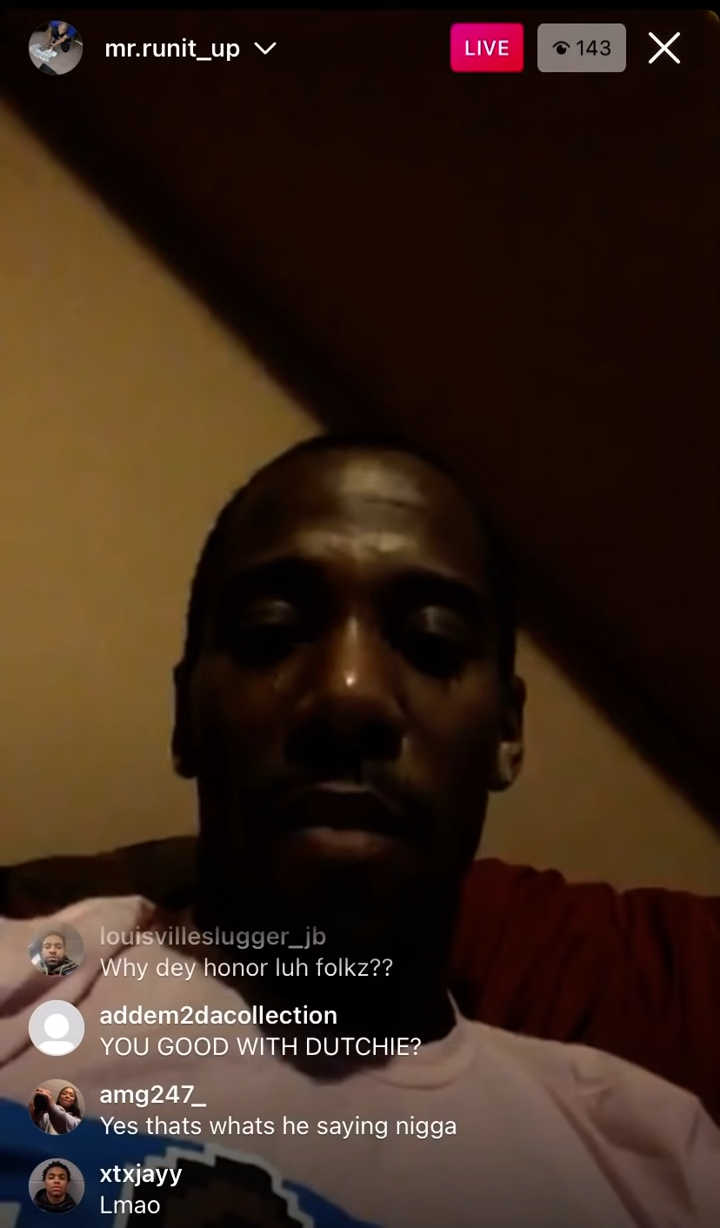 mr.runit_up
LIVE
143
louisvilleslugger_jb
Why dey honor luh folkz??
addem2dacollection
YOU GOOD WITH DUTCHIE?
amg247_
Yes thats whats he saying nigga
xtxjayy
Lmao